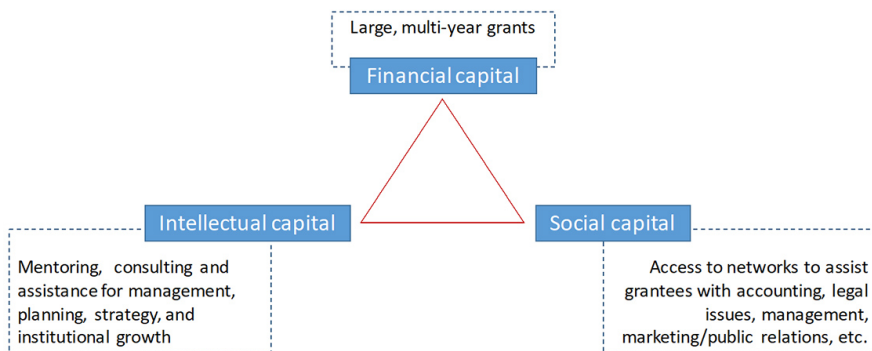 Large, multi-year grants
Financial capital
Intellectual capital
Social capital
Mentoring, consulting and
assistance for management,
planning, strategy, and
institutional growth
Access to networks to assist
grantees with accounting, legal
issues, management,
marketing/public relations, etc.